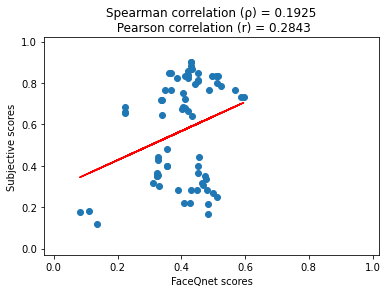 Spearman correlation (ρ) = 0.1925
Pearson correlation (r) = 0.2843
1.0
0.8
0.6
0.4
0.2
0.0
Subjective scores
0.0 0.2 0.4 0.6 0.8 1.0
FaceQnet scores